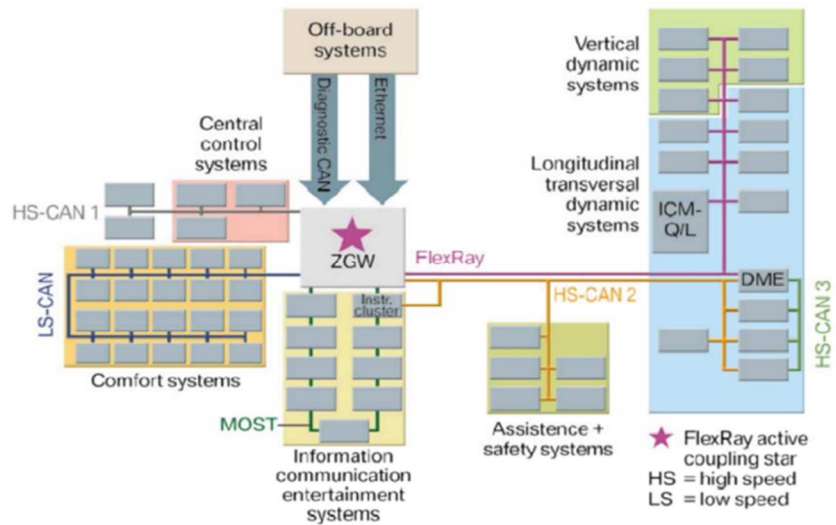 Off-board
systems
Diagnostic CAN
Ethernet
Vertical
dynamic
systems
Central
control
systems
Longitudinal
transversal
dynamic
systems
HS-CAN 1
ICM-
Q/L
ZGW
FlexRay
DME
LS-CAN
Instr.
cluster
HS-CAN 2
HS-CAN 3
Comfort systems
MOST
Assistence +
safety systems
Information
communication
entertainment
systems
FlexRay active
coupling star
HS = high speed
LS = low speed